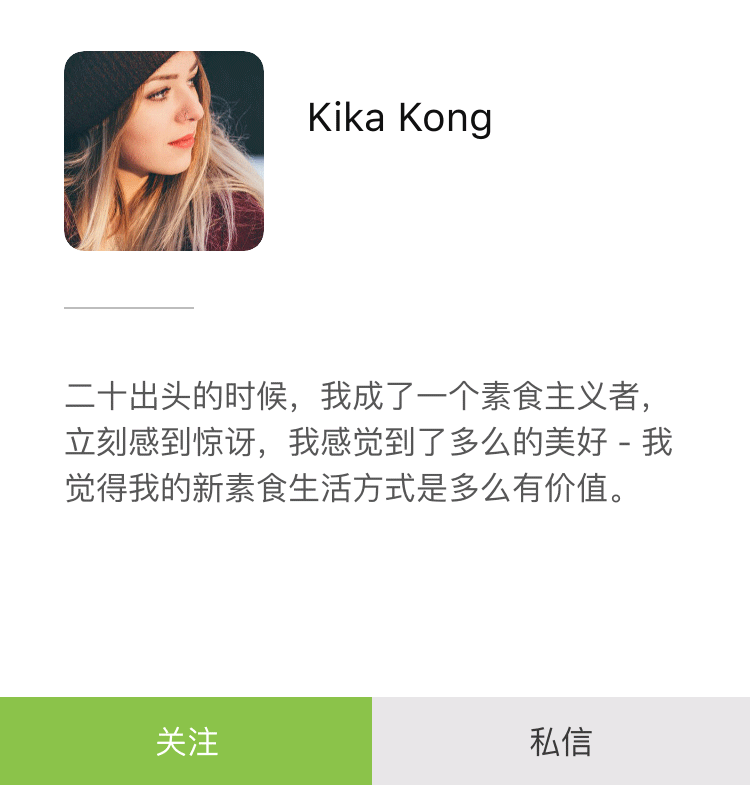 Kika Kong
二十出头的时候，我成了一个素食主义者，
立刻感到惊讶，我感觉到了多么的美好 - 我
觉得我的新素食生活方式是多么有价值。
关注
私信